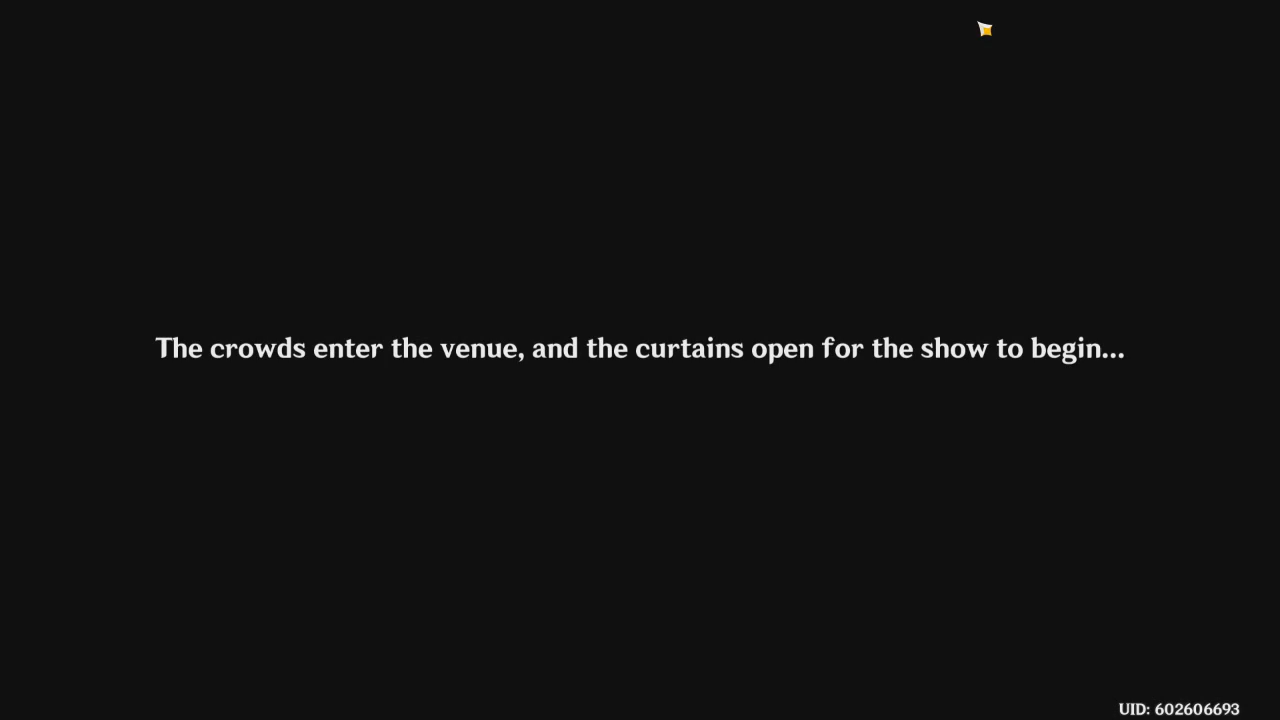 The crowds enter the venue, and the curtains open for the show to begin...
UID: 602606693